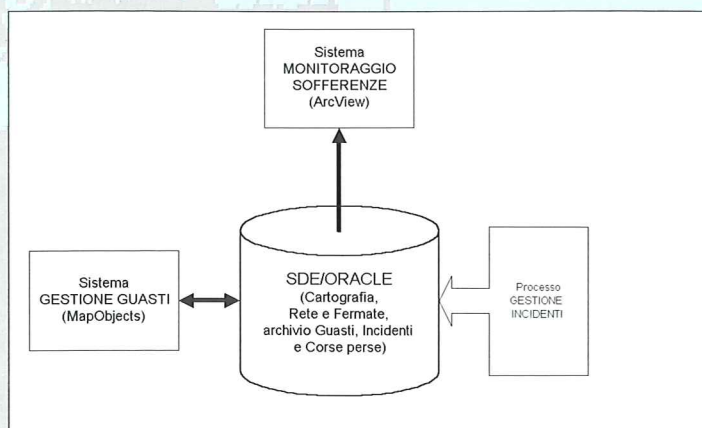 Sistema
MONITORAGGIO
SOFFERENZE
(ArcView)
Sistema
GESTIONE GUASTI
(MapObjects)
SDE/ORACLE
(Cartografia,
Rete e Fermate,
archivio Guasti, Incidenti
e Corse perse)
Processo
GESTIONE
INCIDENTI